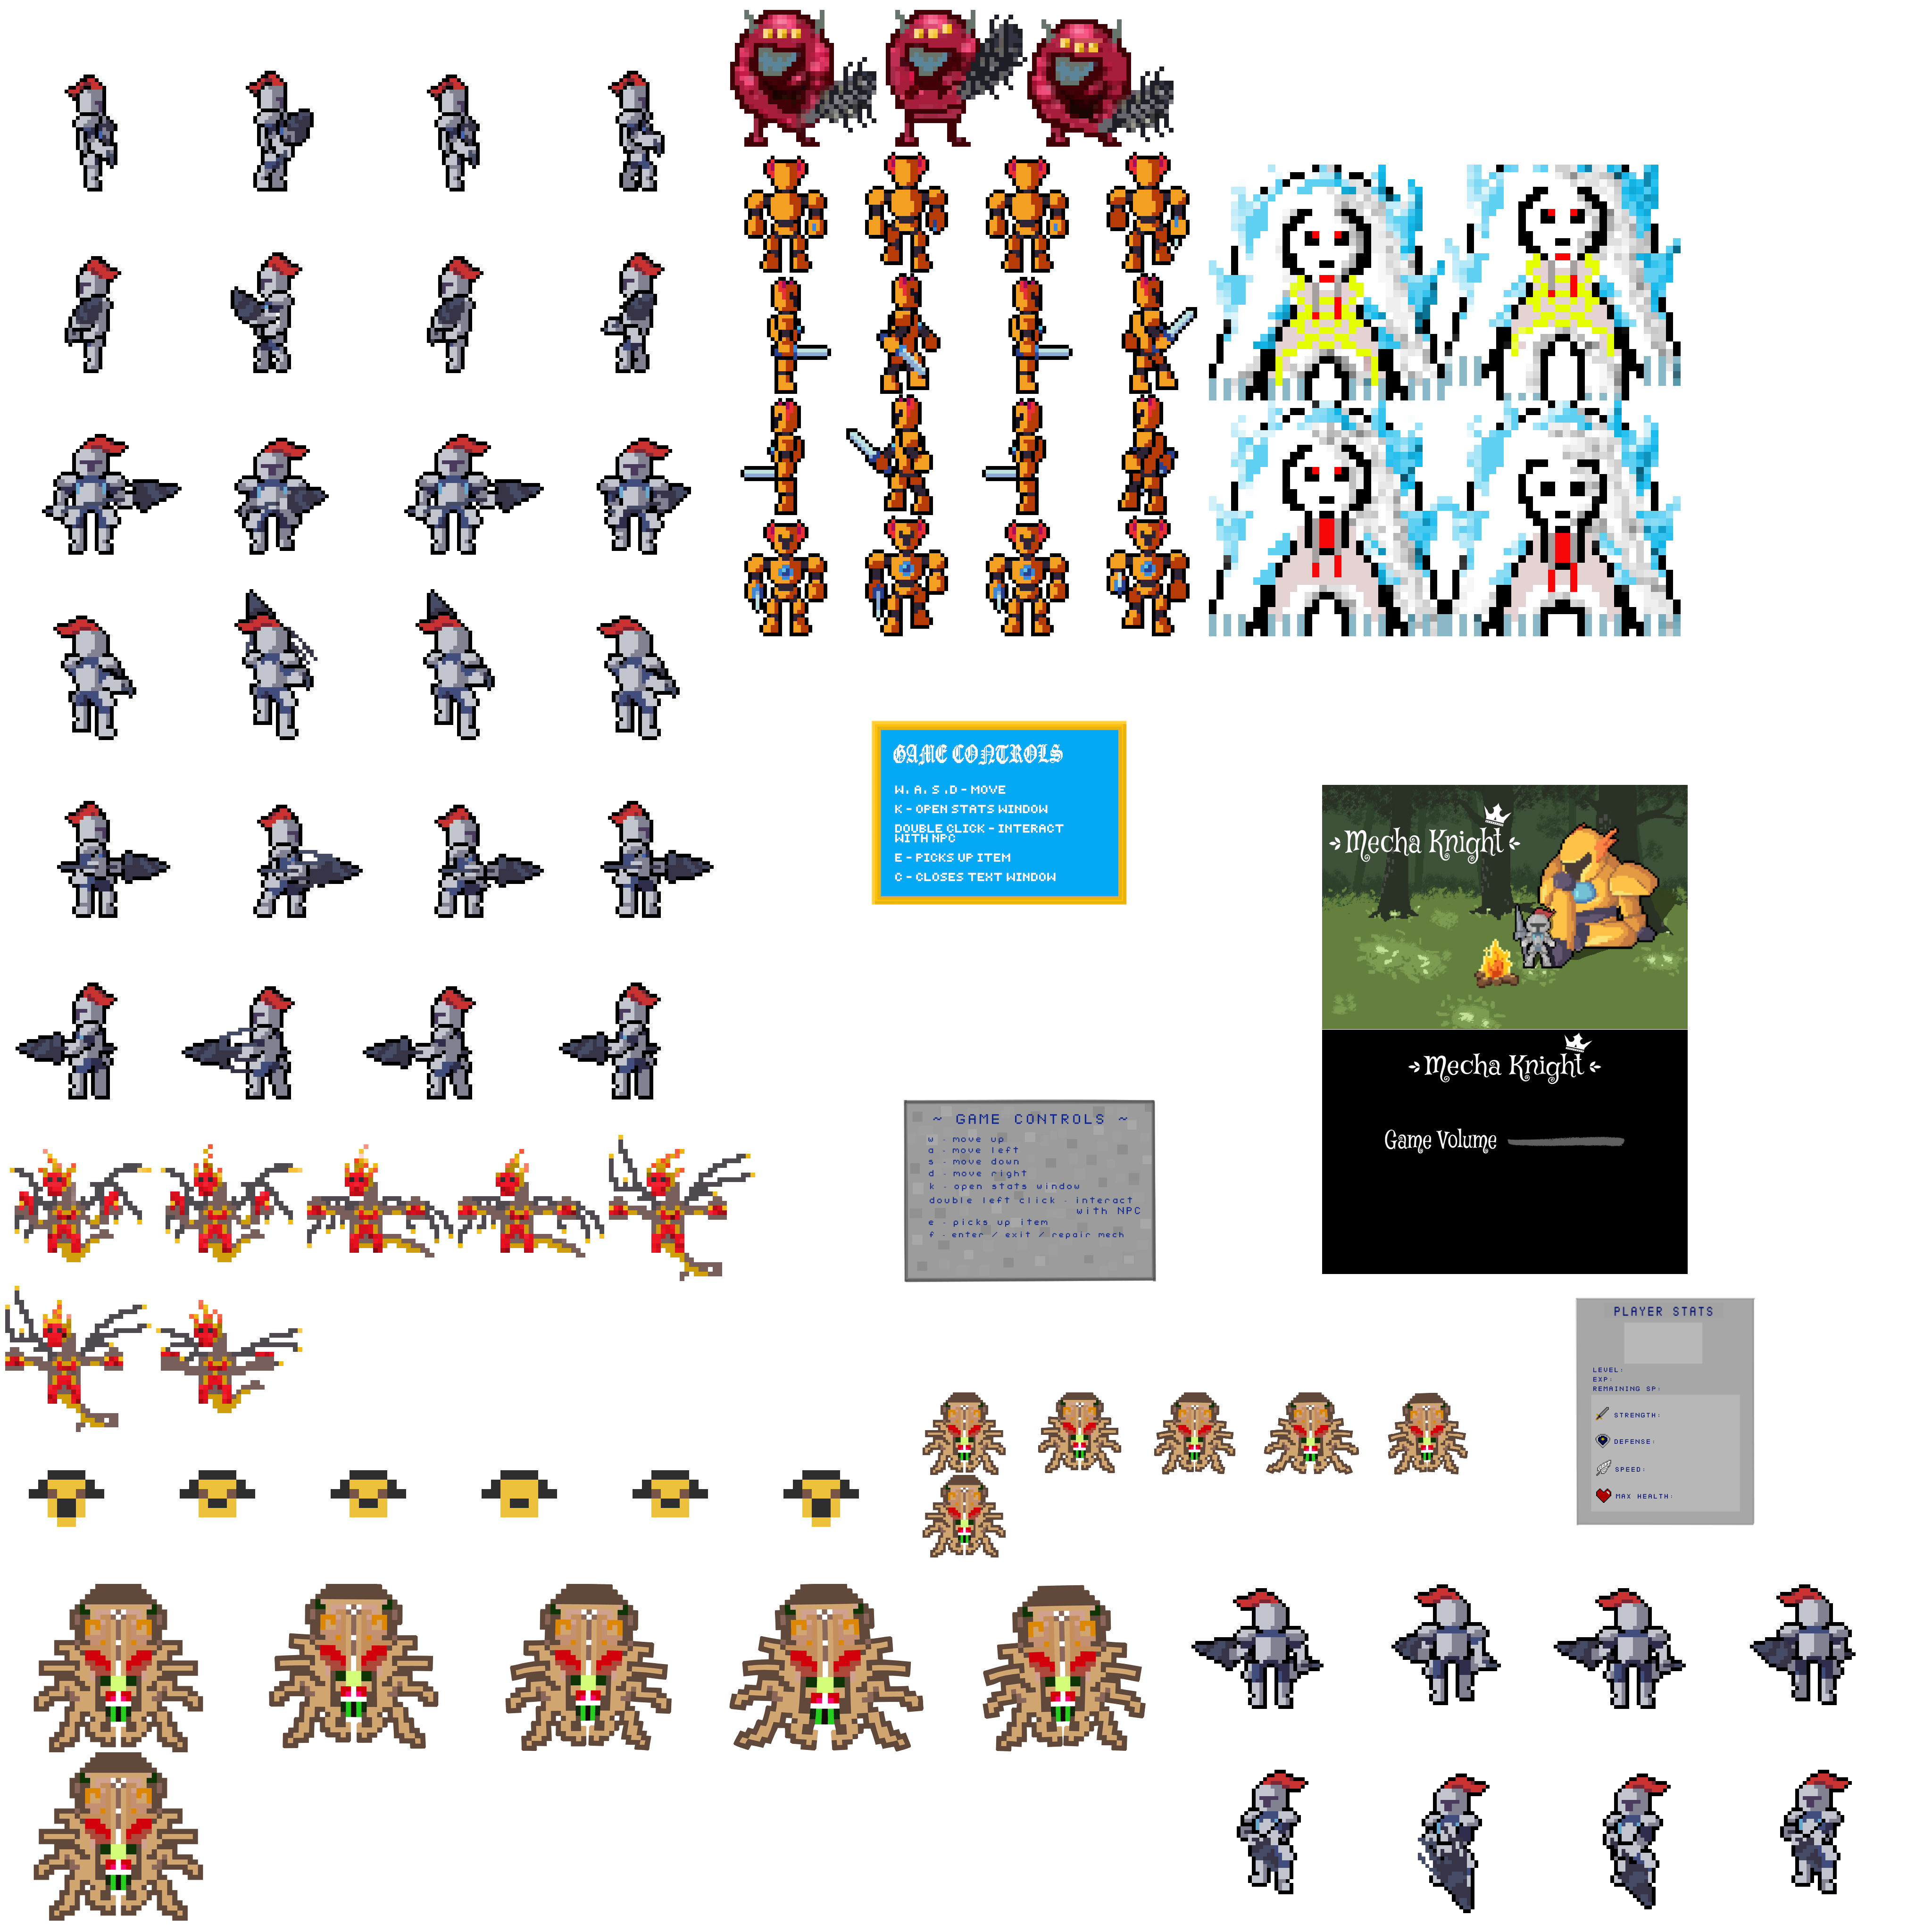 GAME CONTROLS
W. A. S .D - MOVE
K - OPEN STATS WINDOW
DOUBLE CLICK - INTERACT
WITH NPC
E - PICKS UP ITEM
C - CLOSES TEXT WINDOW
Mecha Knight
Mecha Knight
Game Volume
~ GAME CONTROLS ~
w - move up
a - move left
s - move down
d - move right
k - open stats window
double left click - interact
with NPC
e - picks up item
f - enter / exit / repair mech
PLAYER STATS
LEVEL:
EXP:
REMAINING SP:
STRENGTH:
DEFENSE:
SPEED:
MAX HEALTH: